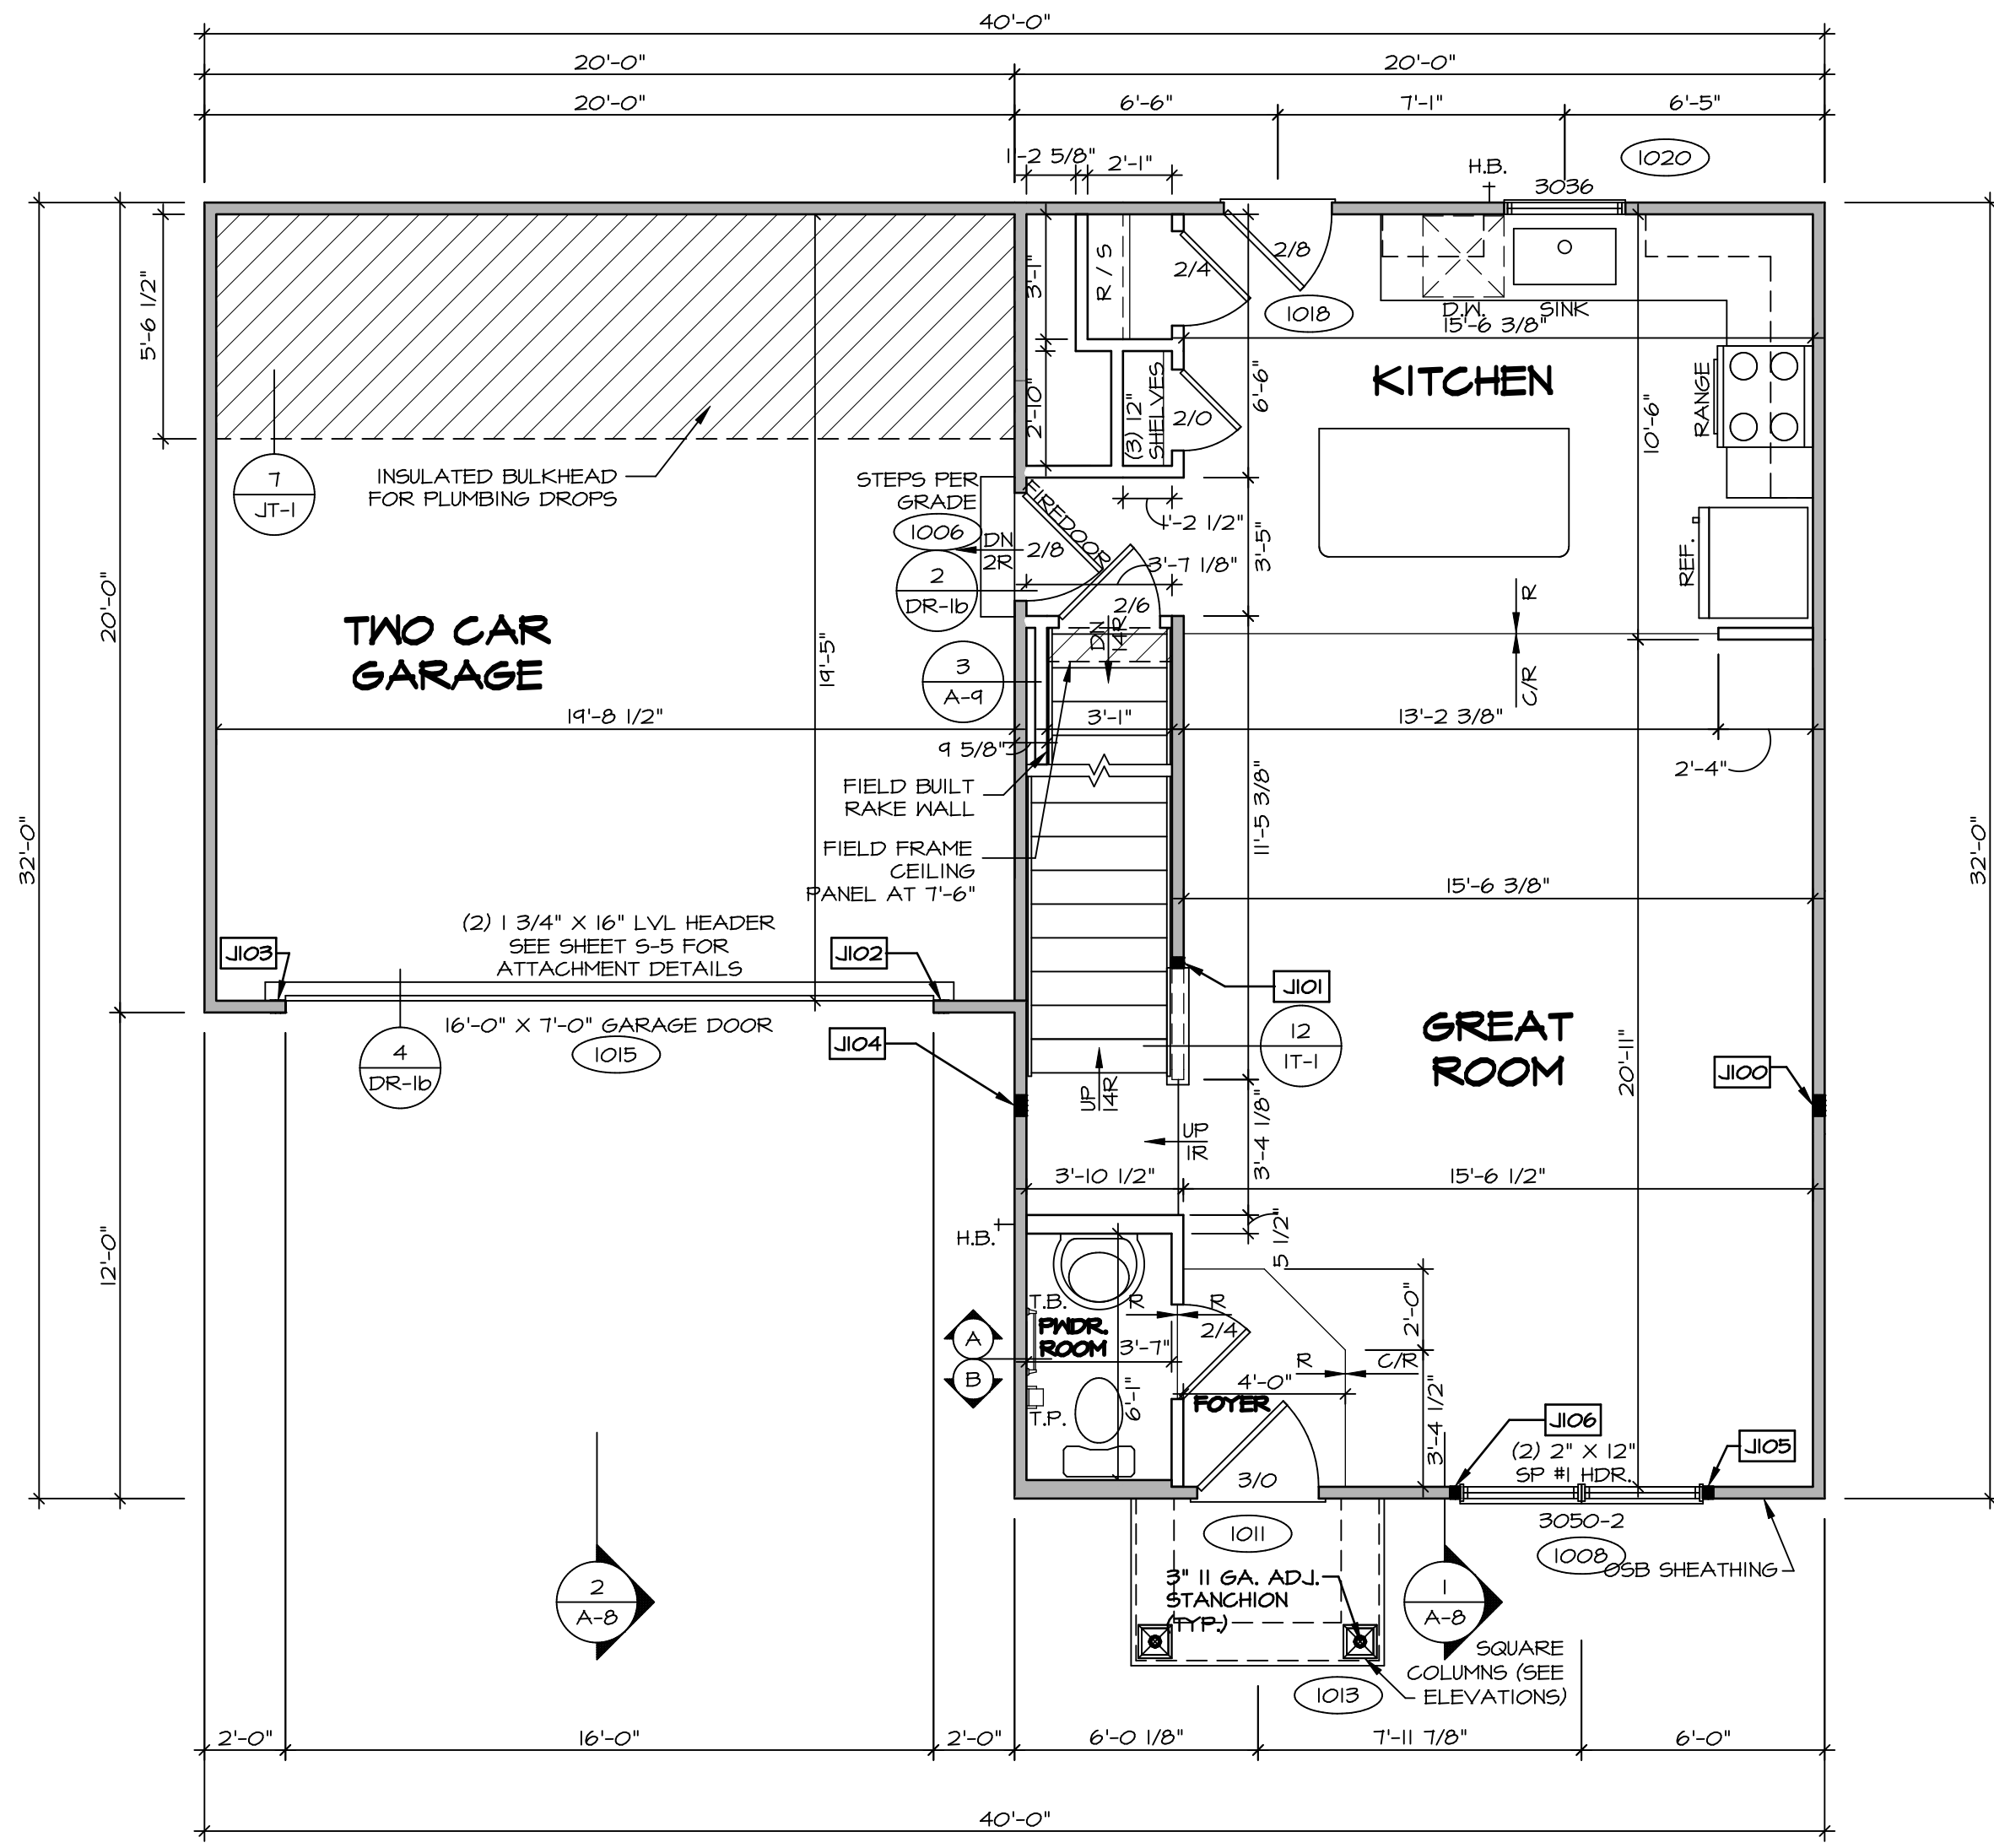 40'-0"
20'-0" 20'-0"
20'-0" 6'-6" 7'-1" 6'-5"
1'-2 5/8" 2'-1" H.B. 1020
3036
5'-6 1/2" 3'-1" R / S 2/4 2/8 1018
D.W. SINK
15'-6 3/8"
KITCHEN
RANGE
10'-6"
6'-6"
2'-10" (3) 12"
SHELVES 2/0
7
JT-1
INSULATED BULKHEAD
FOR PLUMBING DROPS
STEPS PER
GRADE
1006
FIREDOOR
DN
2R
2/8
1'-2 1/2"
3'-5"
3'-7 1/8"
2
DR-1b
2/6
REF.
R
C/R
20'-0"
TWO CAR
GARAGE
19'-5"
DN
14R
3
A-9
19'-8 1/2" 3'-1" 13'-2 3/8"
9 5/8"
2'-4"
FIELD BUILT
RAKE WALL
FIELD FRAME
CEILING
PANEL AT 7'-6"
11'-5 3/8"
32'-0"
32'-0"
15'-6 3/8"
(2) 1 3/4" X 16" LVL HEADER
SEE SHEET S-5 FOR
ATTACHMENT DETAILS
J103 J102
J101
16'-0" X 7'-0" GARAGE DOOR
1015
4
DR-1b
J104
12
IT-1
GREAT
ROOM
20'-11"
J100
UP
14R
UP
1R
3'-4 1/8"
3'-10 1/2" 15'-6 1/2"
12'-0"
H.B.
5 1/2"
T.B. R R
2/4
PWDR.
ROOM 3'-7"
A
B
2'-0"
R C/R
4'-0"
FOYER
T.P.
6'-1"
3'-4 1/2"
J106
J105
(2) 2" X 12"
SP #1 HDR.
3/0
1011
3050-2
1008
OSB SHEATHING
3" 11 GA. ADJ.
STANCHION
(TYP.)
2
A-8
1
A-8
SQUARE
COLUMNS (SEE
ELEVATIONS)
1013
2'-0" 16'-0" 2'-0" 6'-0 1/8" 7'-11 7/8" 6'-0"
40'-0"